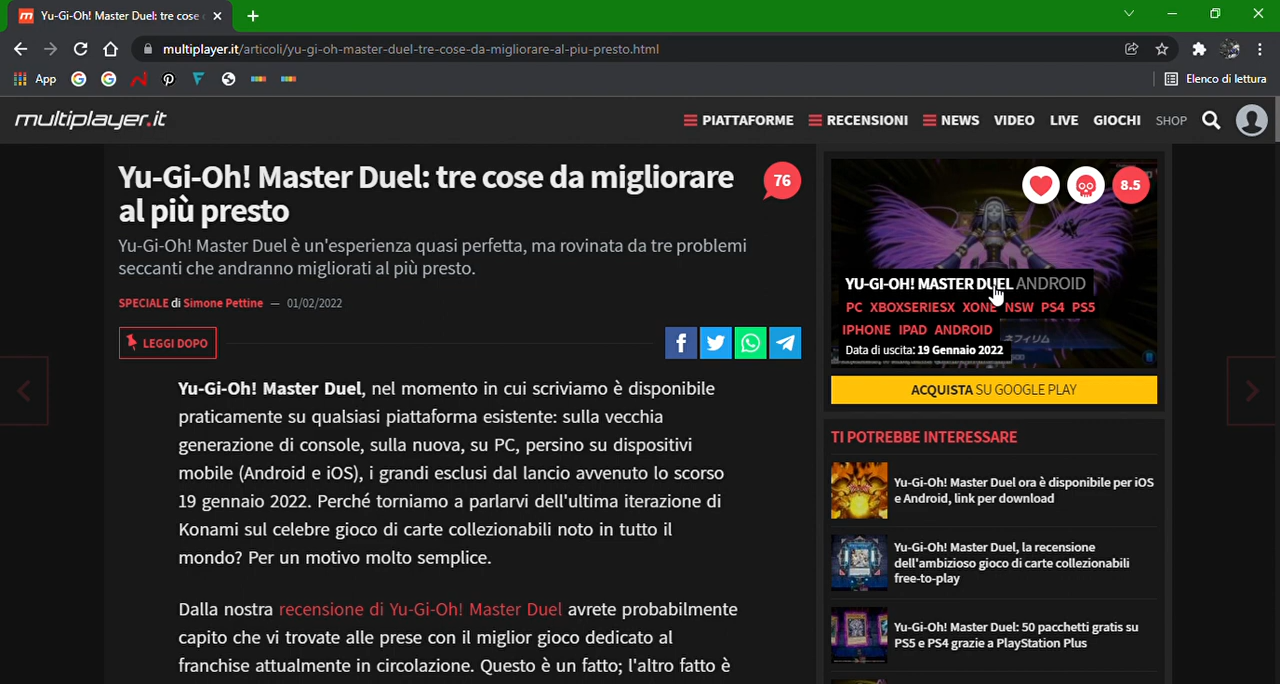 Yu-Gi-Oh! Master Duel: tre cose
multiplayer.it/articoli/yu-gi-oh-master-duel-tre-cose-da-migliorare-al-piu-presto.html
App
Elenco di lettura
multiplayer.it
PIATTAFORME
RECENSIONI
NEWS
VIDEO
LIVE
GIOCHI
SHOP
Yu-Gi-Oh! Master Duel: tre cose da migliorare
al più presto
76
Yu-Gi-Oh! Master Duel è un'esperienza quasi perfetta, ma rovinata da tre problemi
seccanti che andranno migliorati al più presto.
SPECIALE di Simone Pettine — 01/02/2022
LEGGI DOPO
Yu-Gi-Oh! Master Duel, nel momento in cui scriviamo è disponibile
praticamente su qualsiasi piattaforma esistente: sulla vecchia
generazione di console, sulla nuova, su PC, persino su dispositivi
mobile (Android e iOS), i grandi esclusi dal lancio avvenuto lo scorso
19 gennaio 2022. Perché torniamo a parlarvi dell'ultima iterazione di
Konami sul celebre gioco di carte collezionabili noto in tutto il
mondo? Per un motivo molto semplice.
Dalla nostra recensione di Yu-Gi-Oh! Master Duel avrete probabilmente
capito che vi trovate alle prese con il miglior gioco dedicato al
franchise attualmente in circolazione. Questo è un fatto; l'altro fatto è
8.5
YU-GI-OH! MASTER DUEL ANDROID
PC XBOXSERIESX XONE NSW PS4 PS5
IPHONE IPAD ANDROID
Data di uscita: 19 Gennaio 2022
ACQUISTA SU GOOGLE PLAY
TI POTREBBE INTERESSARE
Yu-Gi-Oh! Master Duel ora è disponibile per iOS
e Android, link per download
Yu-Gi-Oh! Master Duel, la recensione
dell'ambizioso gioco di carte collezionabili
free-to-play
Yu-Gi-Oh! Master Duel: 50 pacchetti gratis su
PS5 e PS4 grazie a PlayStation Plus